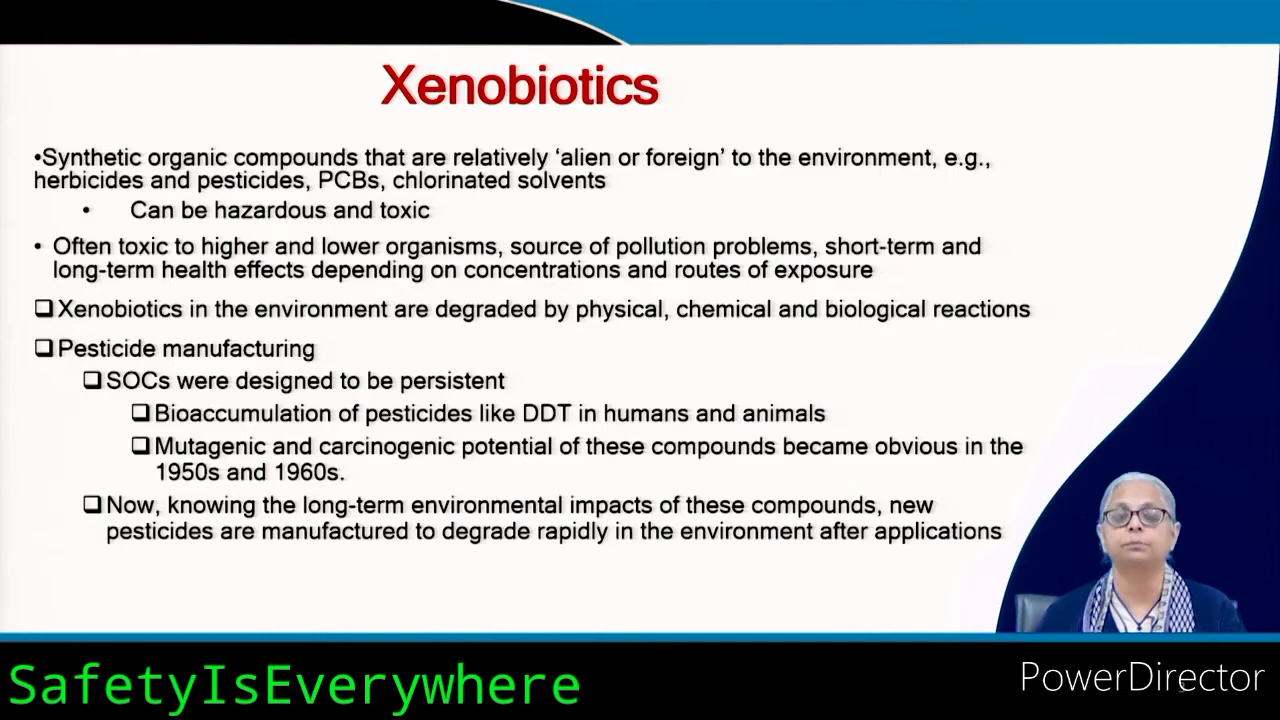 Xenobiotics
•Synthetic organic compounds that are relatively ‘alien or foreign’ to the environment, e.g.,
herbicides and pesticides, PCBs, chlorinated solvents
• Can be hazardous and toxic
• Often toxic to higher and lower organisms, source of pollution problems, short-term and
long-term health effects depending on concentrations and routes of exposure
❑Xenobiotics in the environment are degraded by physical, chemical and biological reactions
❑Pesticide manufacturing
❑SOCs were designed to be persistent
❑Bioaccumulation of pesticides like DDT in humans and animals
❑Mutagenic and carcinogenic potential of these compounds became obvious in the
1950s and 1960s.
❑Now, knowing the long-term environmental impacts of these compounds, new
pesticides are manufactured to degrade rapidly in the environment after applications
SafetyIsEverywhere
PowerDirector